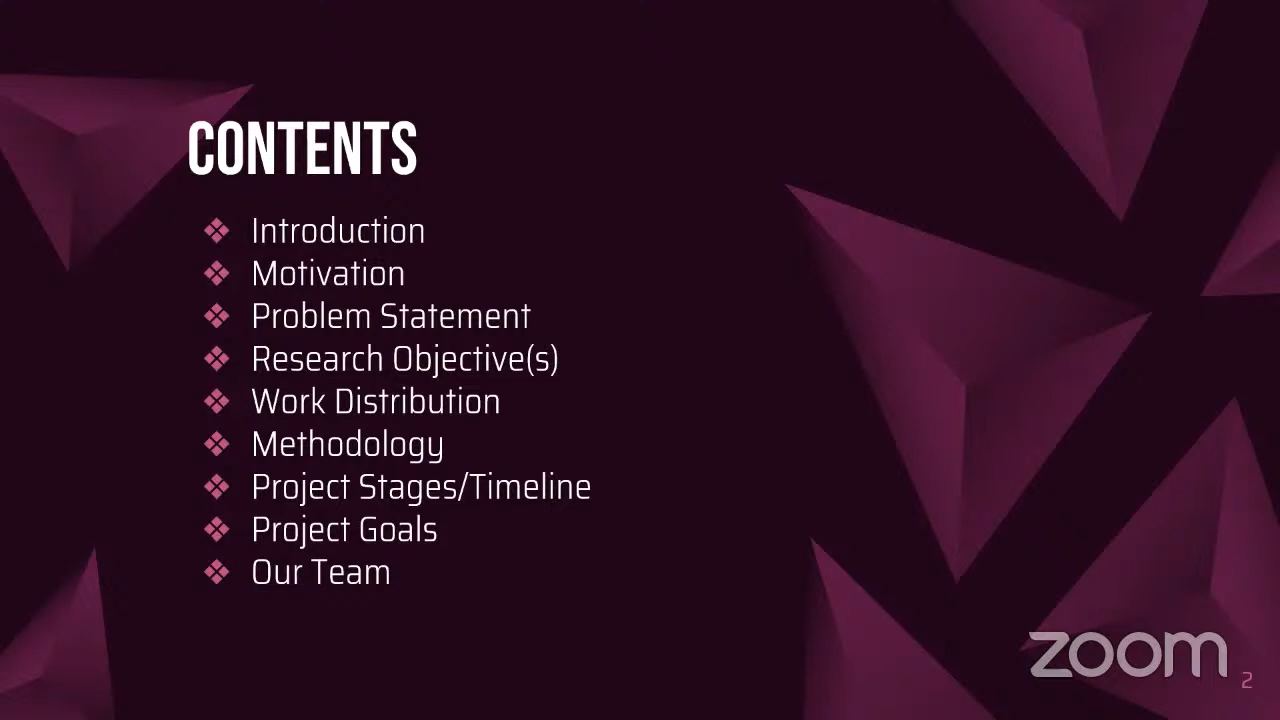 CONTENTS
❖ Introduction
❖ Motivation
❖ Problem Statement
❖ Research Objective(s)
❖ Work Distribution
❖ Methodology
❖ Project Stages/Timeline
❖ Project Goals
❖ Our Team
zoom
2